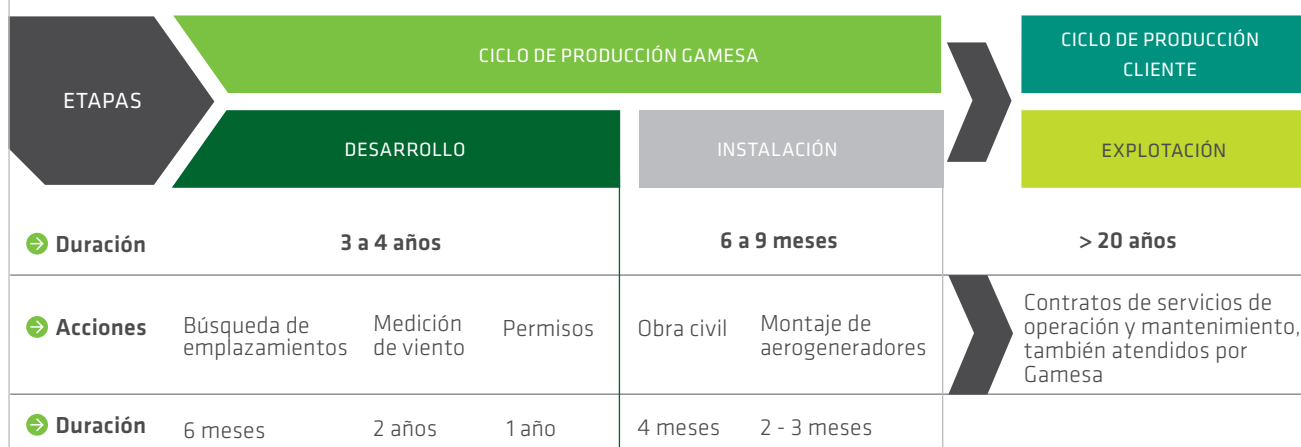 ETAPAS
CICLO DE PRODUCCIÓN GAMESA
CICLO DE PRODUCCIÓN
CLIENTE
DESARROLLO
INSTALACIÓN
EXPLOTACIÓN
Duración
3 a 4 años
6 a 9 meses
> 20 años
Acciones
Búsqueda de
emplazamientos
Medición
de viento
Permisos
Obra civil
Montaje de
aerogeneradores
Contratos de servicios de
operación y mantenimiento,
también atendidos por
Gamesa
Duración
6 meses
2 años
1 año
4 meses
2 - 3 meses